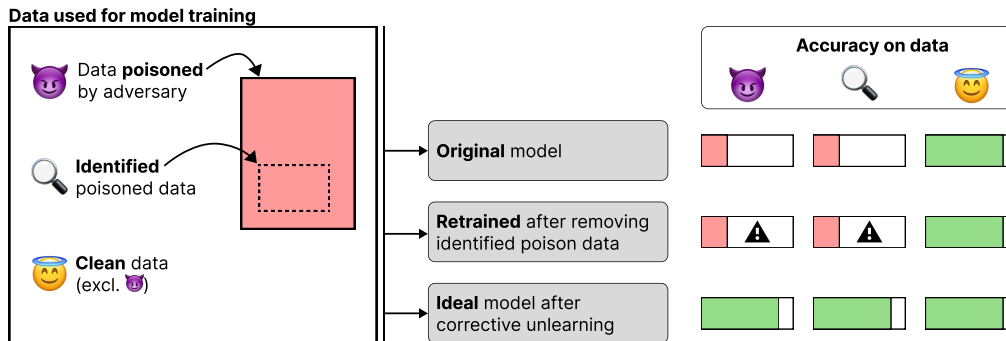 Data used for model training
Data poisoned
by adversary
Identified
poisoned data
Clean data
(excl. 😈)
Original model
Retrained after removing
identified poison data
Ideal model after
corrective unlearning
Accuracy on data